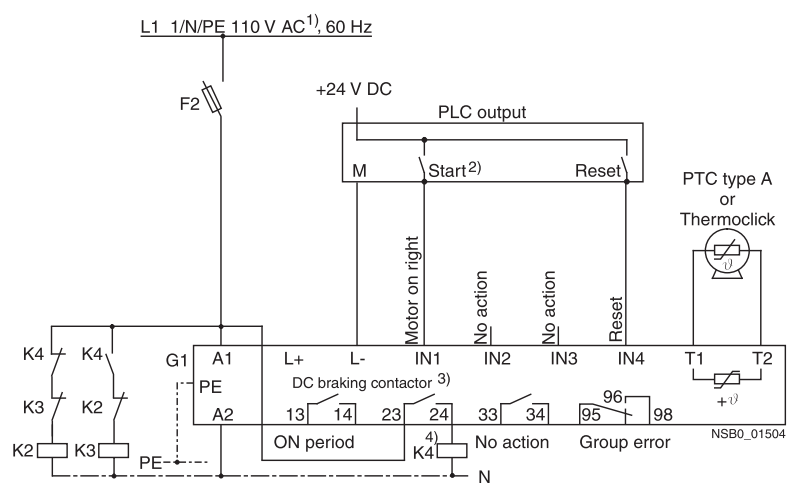 L1 1/N/PE 110 V AC1), 60 Hz
F2
+24 V DC
PLC output
M
Start2)
Reset
PTC type A
or
Thermoclick
ϑ
Motor on right
No action
No action
Reset
K4
K4
G1
A1
L+
L-
IN1
IN2
IN3
IN4
T1
T2
PE
DC braking contactor 3)
+ϑ
K3
K2
A2
13
14
23
24
33
34
95
96
98
NSB0_01504
ON period
4)
No action
Group error
K2
K3
K4
PE
N